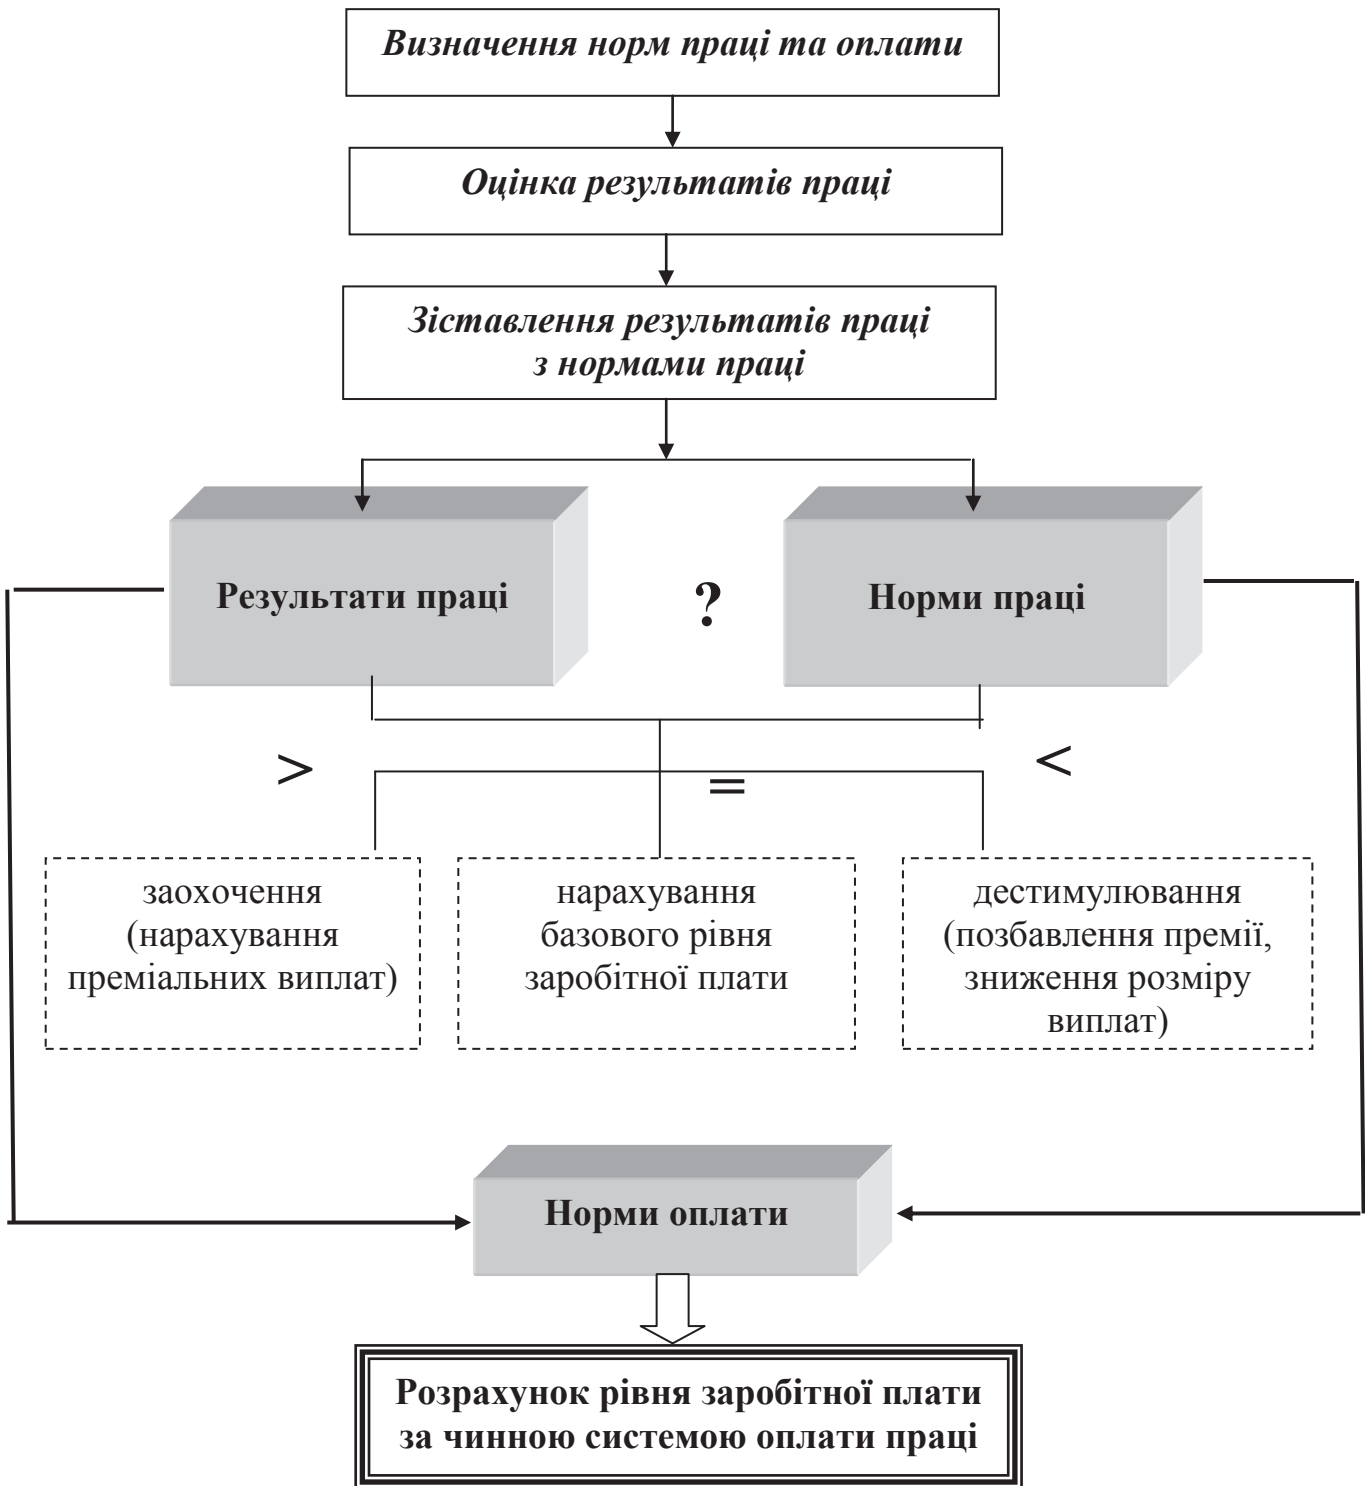 Визначення норм праці та оплати
Оцінка результатів праці
Зіставлення результатів праці
з нормами праці
Результати праці
?
Норми праці
>
=
<
заохочення
(нарахування
преміальних виплат)
нарахування
базового рівня
заробітної плати
дестимулювання
(позбавлення премії,
зниження розміру
виплат)
Норми оплати
Розрахунок рівня заробітної плати
за чинною системою оплати праці